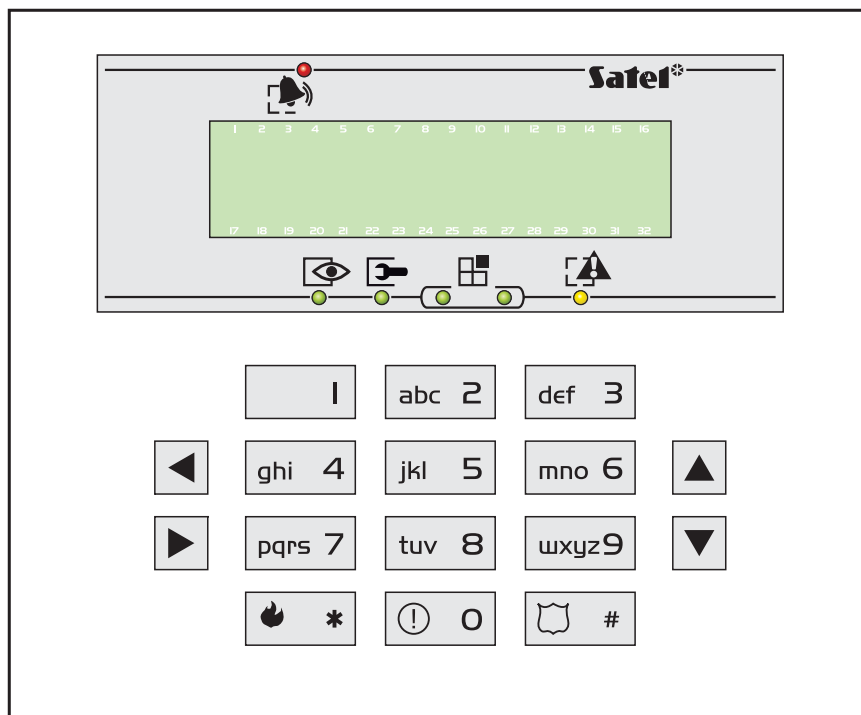 Satel
1 2 3 4 5 6 7 8 9 10 11 12 13 14 15 16
17 18 19 20 21 22 23 24 25 26 27 28 29 30 31 32
1 abc 2 def 3
ghi 4 jkl 5 mno 6
pqrs 7 tuv 8 wxyz9
* ! 0 #